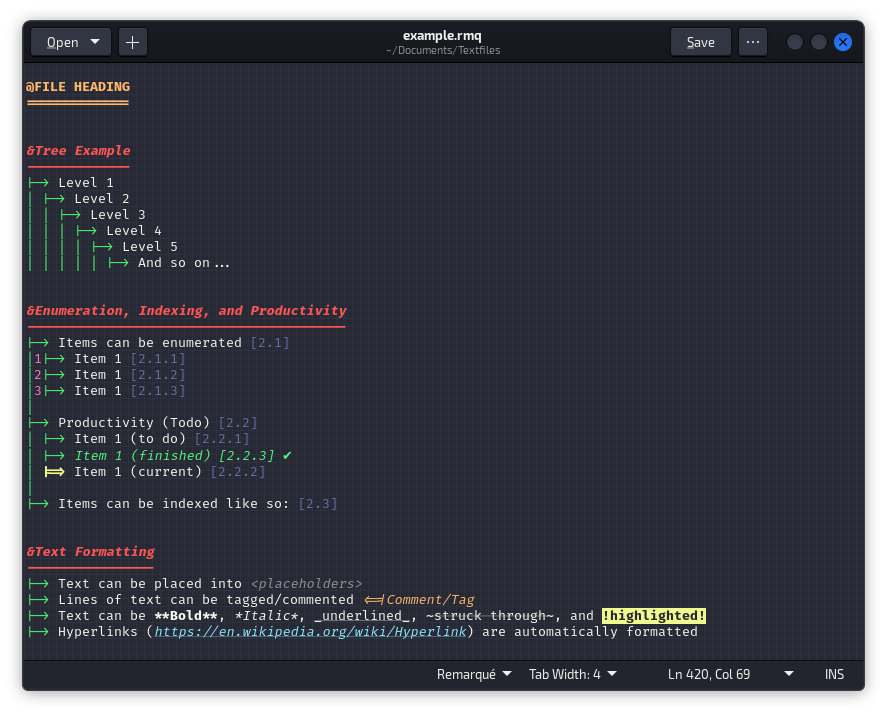 Open
example.rmq
~/Documents/Textfiles
Save
@FILE HEADING
=============
&Tree Example
-------------
├─> Level 1
│ ├─> Level 2
│ │ ├─> Level 3
│ │ │ ├─> Level 4
│ │ │ │ ├─> Level 5
│ │ │ │ │ ├─> And so on...
&Enumeration, Indexing, and Productivity
----------------------------------------
├─> Items can be enumerated [2.1]
│1├─> Item 1 [2.1.1]
│2├─> Item 1 [2.1.2]
│3├─> Item 1 [2.1.3]
│
├─> Productivity (Todo) [2.2]
│ ├─> Item 1 (to do) [2.2.1]
│ ├─> Item 1 (finished) [2.2.3] ✔
│ |==> Item 1 (current) [2.2.2]
│
├─> Items can be indexed like so: [2.3]
&Text Formatting
----------------
├─> Text can be placed into <placeholders>
├─> Lines of text can be tagged/commented <=|Comment/Tag
├─> Text can be **Bold**, *Italic*, _underlined_, ~struck through~, and !highlighted!
├─> Hyperlinks (https://en.wikipedia.org/wiki/Hyperlink) are automatically formatted
Remarqué Tab Width: 4 Ln 420, Col 69 INS